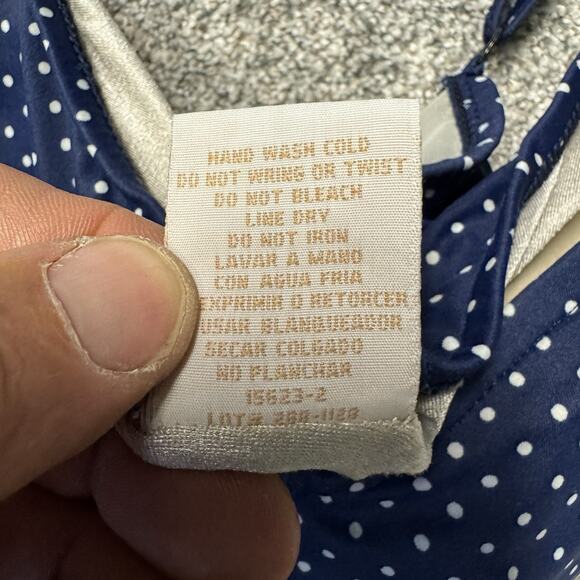 HAND WASH COLD
DO NOT WRING OR TWIST
DO NOT BLEACH
LINE DRY
DO NOT IRON
LAVAR A MANO
CON AGUA FRIA
EXPRIMIR O RETORCER
USAR BLANQUEADOR
SECAR COLGADO
NO PLANCHAR
15623-2
LOT#